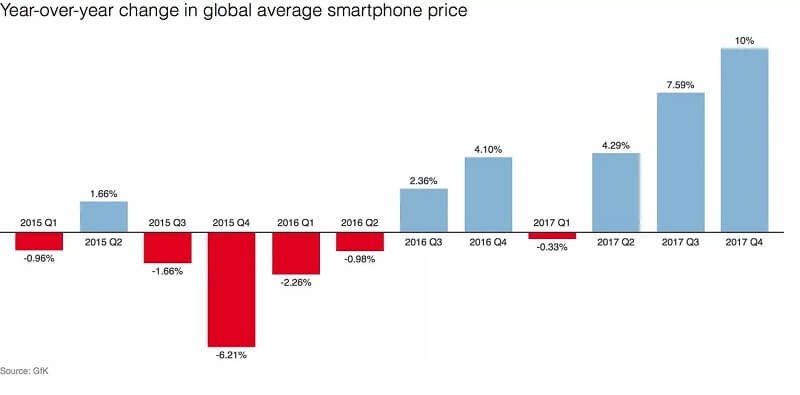 Year-over-year change in global average smartphone price
2015 Q1
-0.96%
1.66%
2015 Q2
2015 Q3
-1.66%
2015 Q4
-6.21%
2016 Q1
-2.26%
2016 Q2
-0.98%
2.36%
2016 Q3
4.10%
2016 Q4
2017 Q1
-0.33%
4.29%
2017 Q2
7.59%
2017 Q3
10%
2017 Q4
Source: GfK